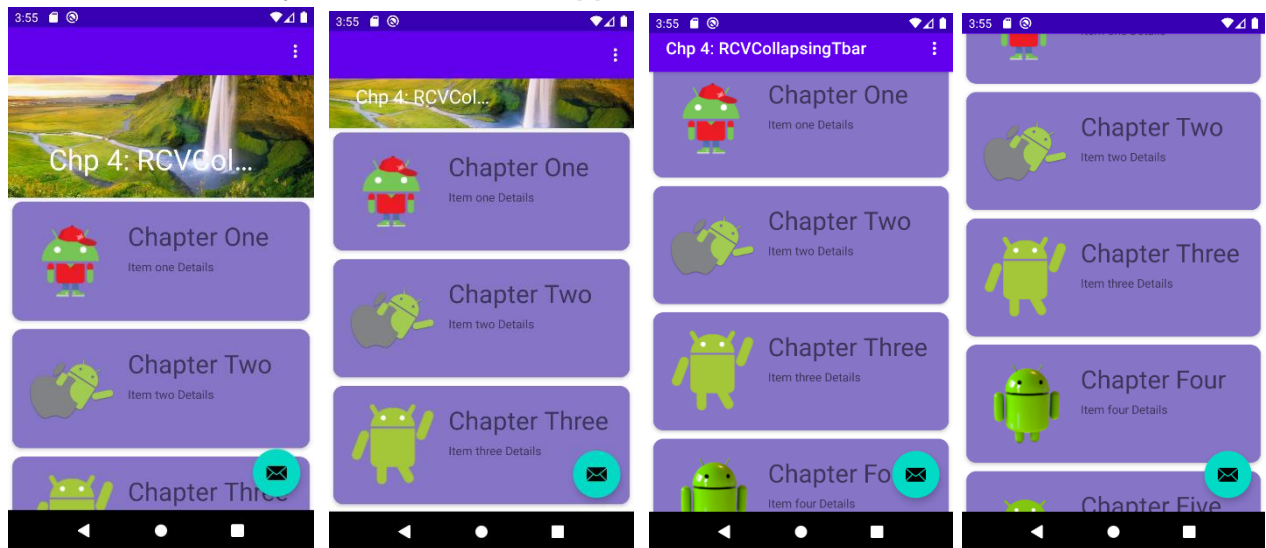 3:55
Chp 4: RCVCol...
Chapter One
Item one Details
Chapter Two
Item two Details
Chapter Three
3:55
Chp 4: RCVCol...
Chapter One
Item one Details
Chapter Two
Item two Details
Chapter Three
Item three Details
3:55
Chp 4: RCVCollapsingTbar
Chapter One
Item one Details
Chapter Two
Item two Details
Chapter Three
Item three Details
Chapter Fo
Item four Details
3:55
Chapter Two
Item two Details
Chapter Three
Item three Details
Chapter Four
Item four Details
Chapter Five